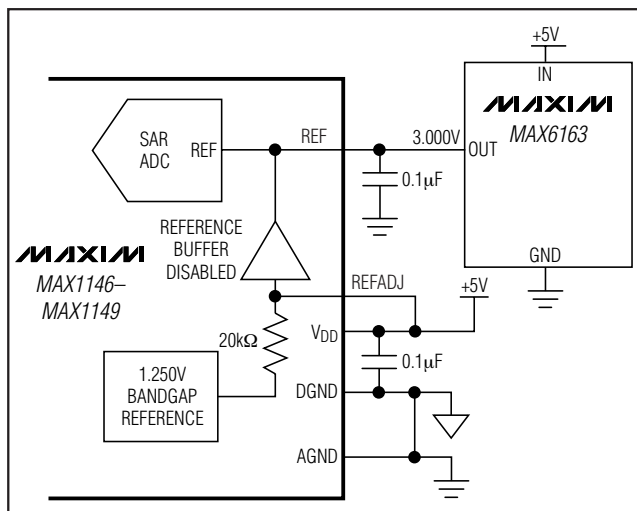 +5V
IN
MAXIM
MAX6163
3.000V
OUT
GND
SAR
ADC
REF
REF
0.1µF
REFERENCE
BUFFER
DISABLED
MAXIM
MAX1146–
MAX1149
REFADJ
+5V
20kΩ
VDD
0.1µF
1.250V
BANDGAP
REFERENCE
DGND
AGND